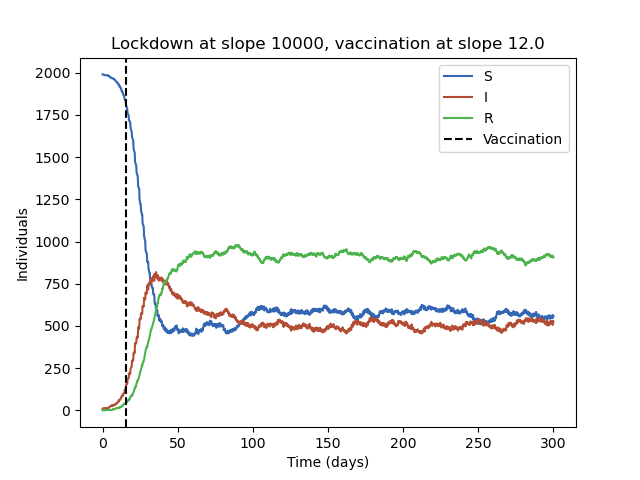 Lockdown at slope 10000, vaccination at slope 12.0
2000
1750
1500
1250
1000
750
500
250
0
Individuals
S
I
R
Vaccination
0 50 100 150 200 250 300
Time (days)